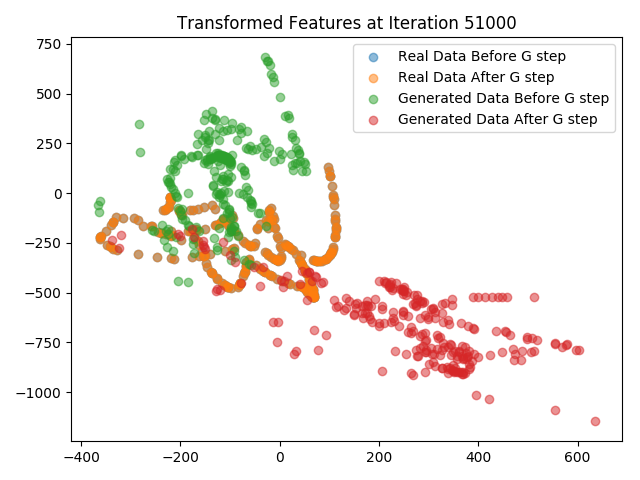 Transformed Features at Iteration 51000
Real Data Before G step
Real Data After G step
Generated Data Before G step
Generated Data After G step
750
500
250
0
−250
−500
−750
−1000
−400 −200 0 200 400 600